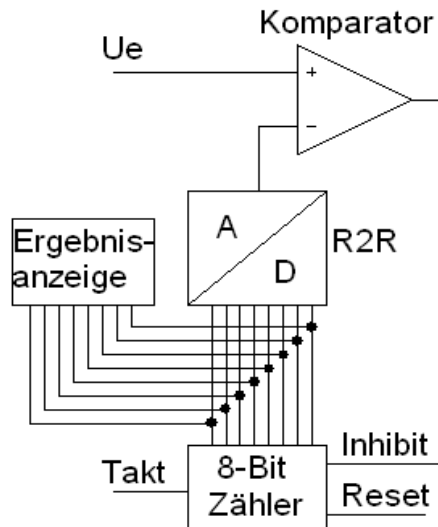 Komparator
Ue
+
−
A
D
R2R
Ergebnis-
anzeige
Takt
8-Bit
Zähler
Inhibit
Reset